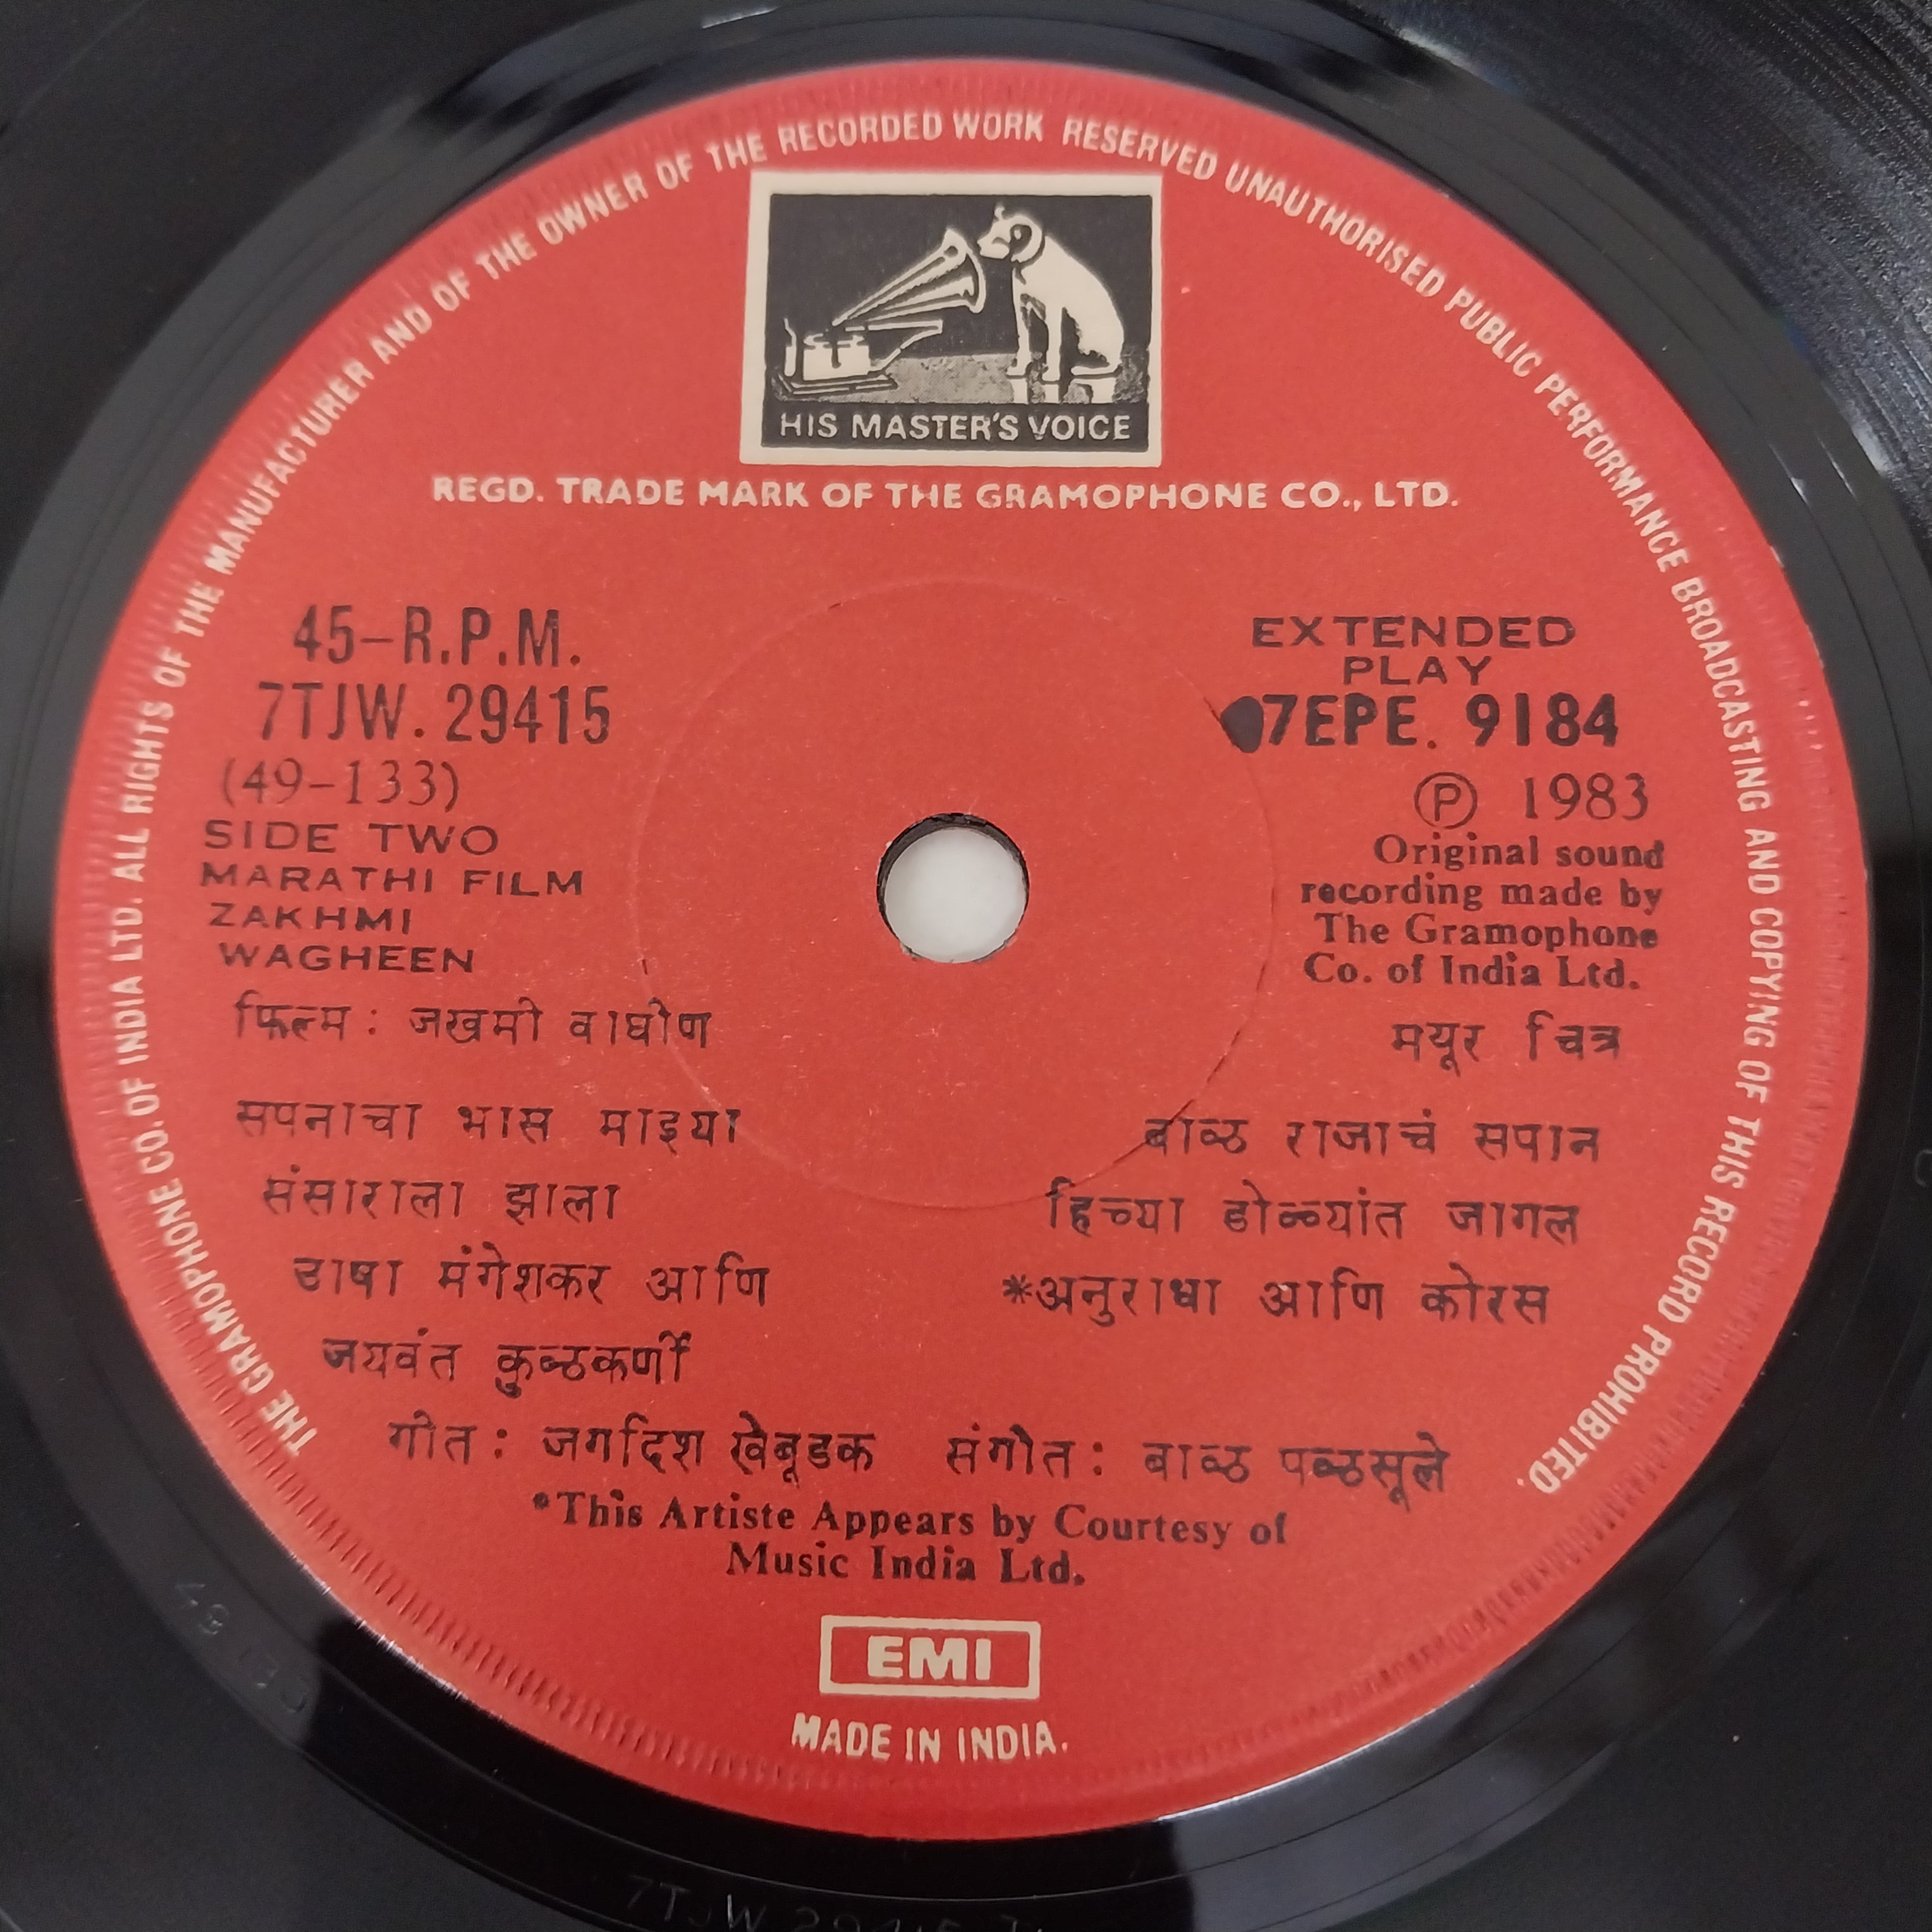 THE GRAMOPHONE CO. OF INDIA LTD. ALL RIGHTS OF THE MANUFACTURER AND OF THE OWNER OF THE RECORDED WORK RESERVED UNAUTHORISED PUBLIC PERFORMANCE BROADCASTING AND COPYING OF THIS RECORD PROHIBITED.
HIS MASTER'S VOICE
REGD. TRADE MARK OF THE GRAMOPHONE CO., LTD.
45-R.P.M.
7TJW. 29415
(49-133)
SIDE TWO
MARATHI FILM
ZAKHMI
WAGHEEN
EXTENDED
PLAY
7EPE. 9184
Ⓟ 1983
Original sound
recording made by
The Gramophone
Co. of India Ltd.
फिल्म : जखमी वाघीण
मयूर चित्र
सपनाचा भास माझ्या
संसाराला झाला
उाषा मंगेशकर आणि
जयवंत कुळकर्णी
बाळ राजाचं सपान
हिच्या डोळ्यांत जागल
*अनुराधा आणि कोरस
गीत : जगदिश खेबूडक संगीत : बाळ पळसूले
*This Artiste Appears by Courtesy of
Music India Ltd.
EMI
MADE IN INDIA.
7TJW 29415